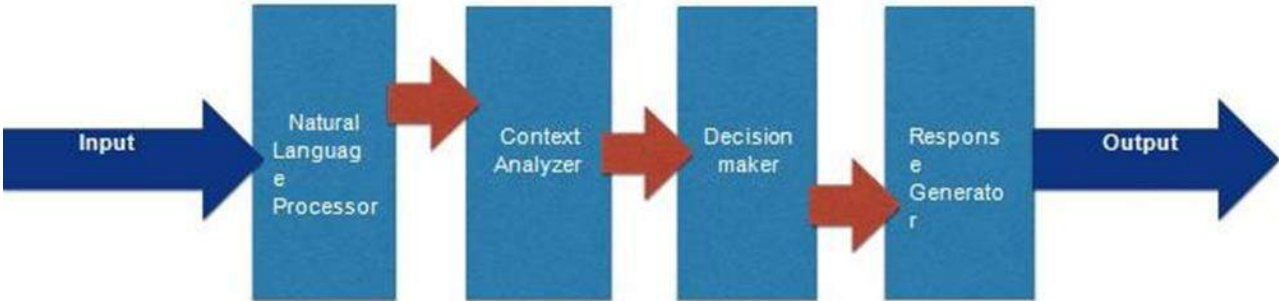 Input
Natural
Languag
e
Processor
Context
Analyzer
Decision
maker
Respons
e
Generato
r
Output